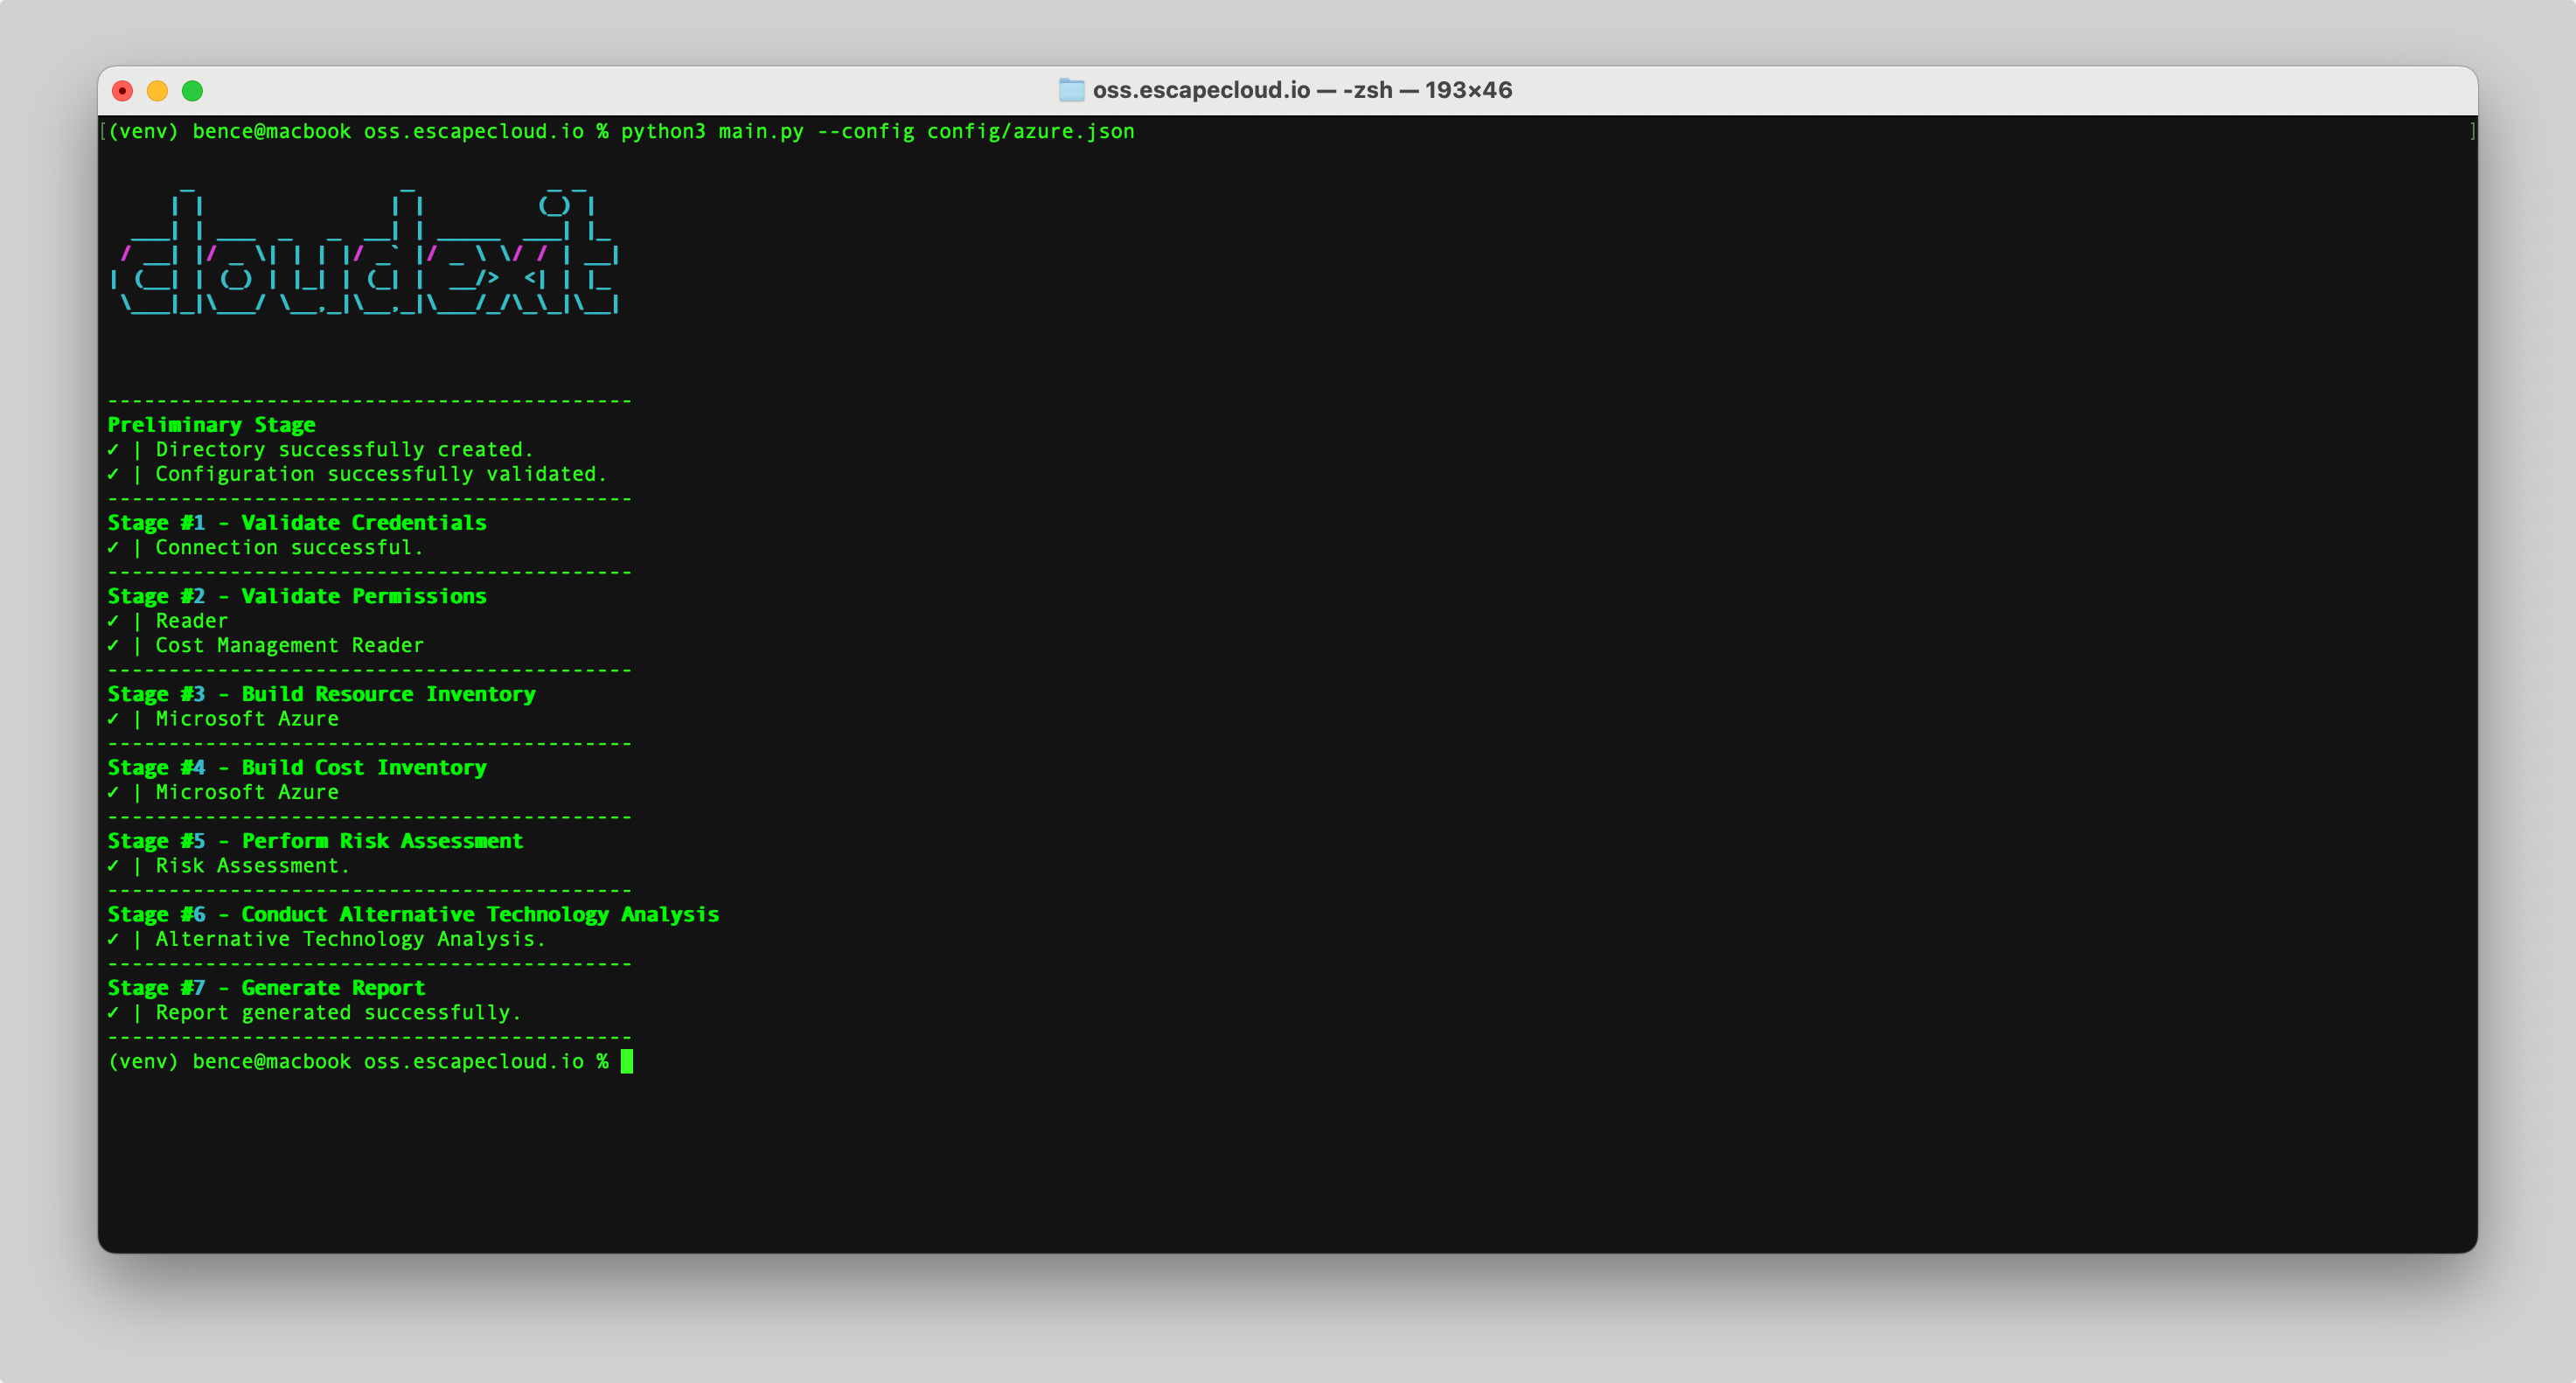 oss.escapecloud.io — -zsh — 193×46
[(venv) bence@macbook oss.escapecloud.io % python3 main.py --config config/azure.json ]
cloudexit
-------------------------------------------
Preliminary Stage
✓ | Directory successfully created.
✓ | Configuration successfully validated.
-------------------------------------------
Stage #1 - Validate Credentials
✓ | Connection successful.
-------------------------------------------
Stage #2 - Validate Permissions
✓ | Reader
✓ | Cost Management Reader
-------------------------------------------
Stage #3 - Build Resource Inventory
✓ | Microsoft Azure
-------------------------------------------
Stage #4 - Build Cost Inventory
✓ | Microsoft Azure
-------------------------------------------
Stage #5 - Perform Risk Assessment
✓ | Risk Assessment.
-------------------------------------------
Stage #6 - Conduct Alternative Technology Analysis
✓ | Alternative Technology Analysis.
-------------------------------------------
Stage #7 - Generate Report
✓ | Report generated successfully.
-------------------------------------------
(venv) bence@macbook oss.escapecloud.io %